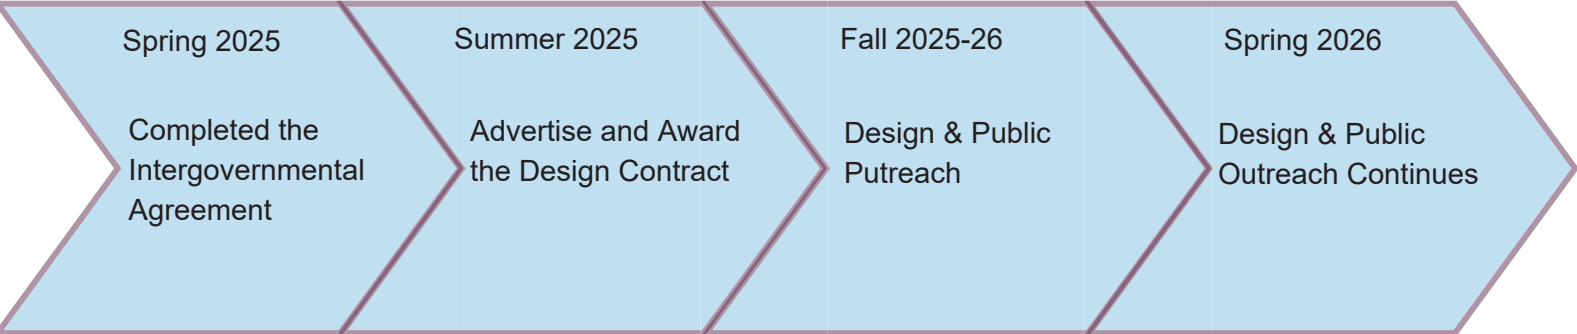 Spring 2025
Completed the
Intergovernmental
Agreement
Summer 2025
Advertise and Award
the Design Contract
Fall 2025-26
Design & Public
Putreach
Spring 2026
Design & Public
Outreach Continues